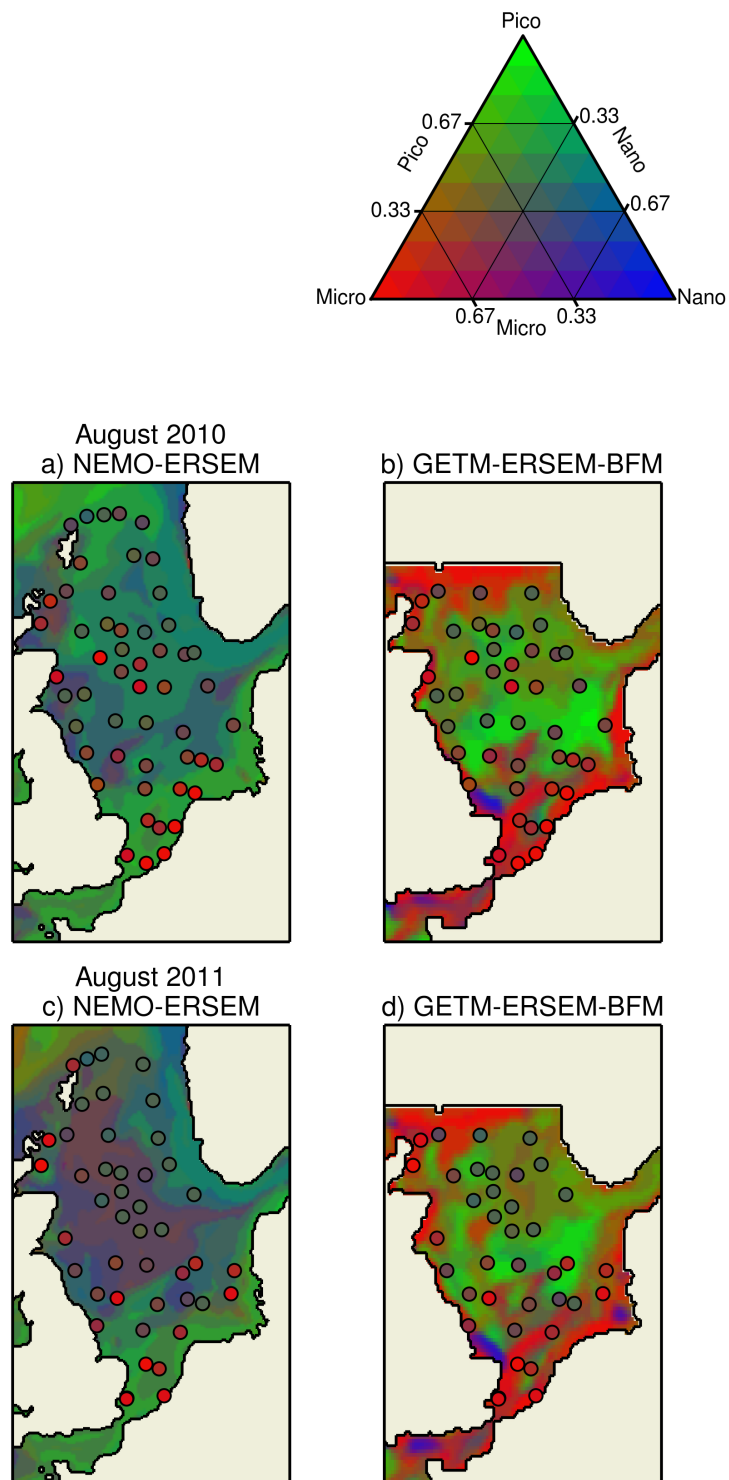 Pico
0.67
0.33
Pico
Nano
0.33
0.67
Micro
Nano
0.67
0.33
Micro
August 2010
a) NEMO-ERSEM
b) GETM-ERSEM-BFM
August 2011
c) NEMO-ERSEM
d) GETM-ERSEM-BFM